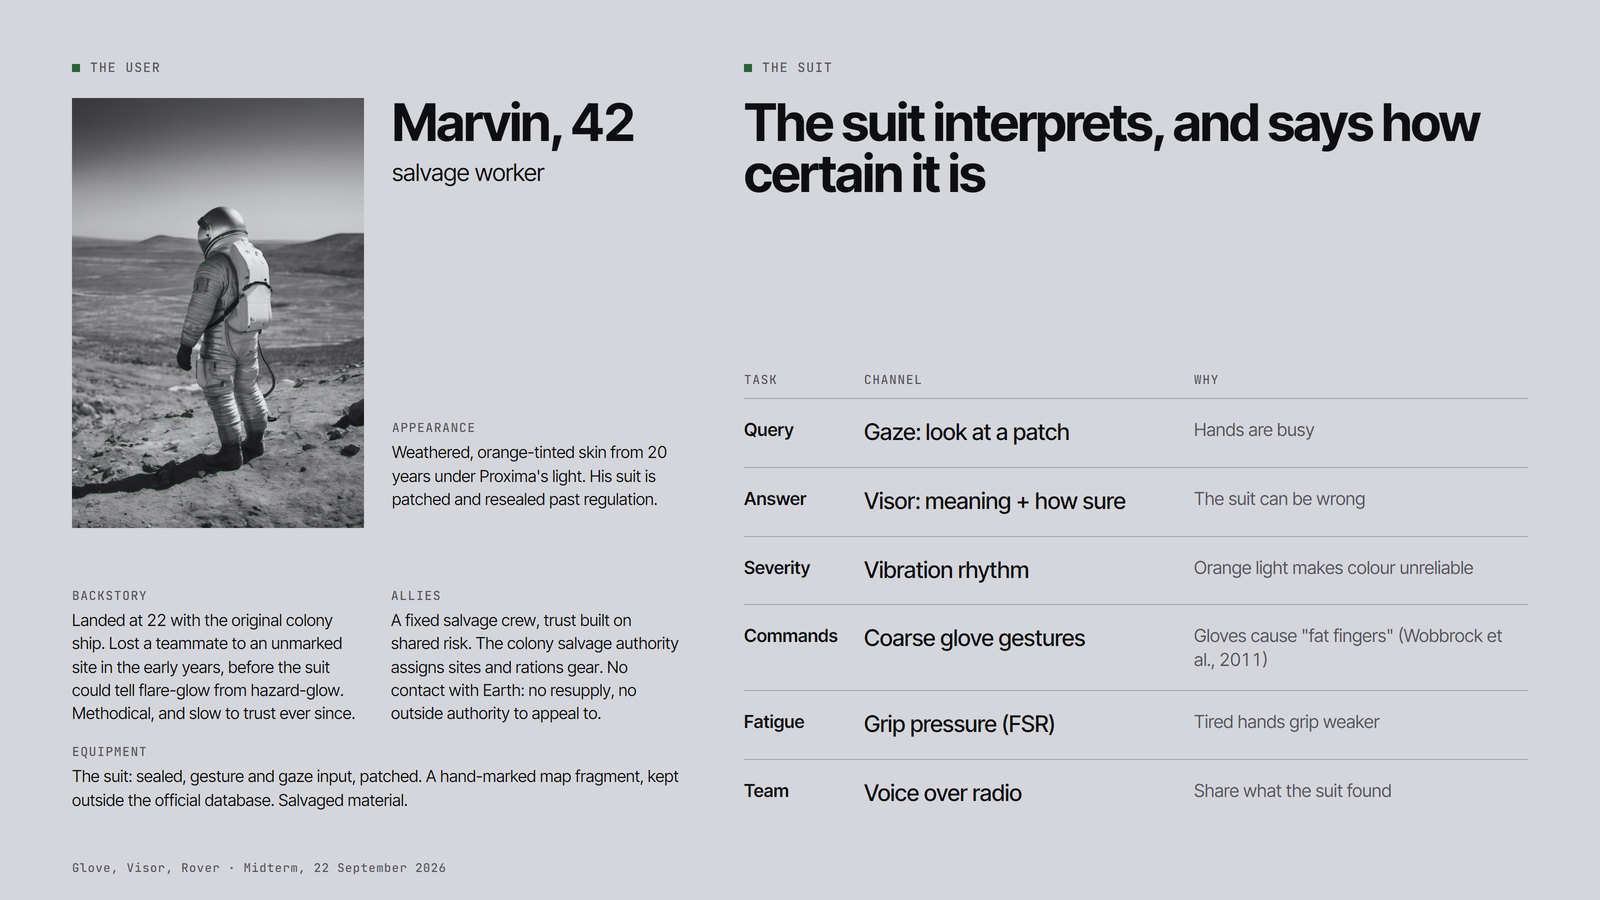 THE USER
Marvin, 42
salvage worker
APPEARANCE
Weathered, orange-tinted skin from 20
years under Proxima's light. His suit is
patched and resealed past regulation.
BACKSTORY
Landed at 22 with the original colony
ship. Lost a teammate to an unmarked
site in the early years, before the suit
could tell flare-glow from hazard-glow.
Methodical, and slow to trust ever since.
ALLIES
A fixed salvage crew, trust built on
shared risk. The colony salvage authority
assigns sites and rations gear. No
contact with Earth: no resupply, no
outside authority to appeal to.
EQUIPMENT
The suit: sealed, gesture and gaze input, patched. A hand-marked map fragment, kept
outside the official database. Salvaged material.
THE SUIT
The suit interprets, and says how
certain it is
TASK CHANNEL WHY
Query Gaze: look at a patch Hands are busy
Answer Visor: meaning + how sure The suit can be wrong
Severity Vibration rhythm Orange light makes colour unreliable
Commands Coarse glove gestures Gloves cause "fat fingers" (Wobbrock et
al., 2011)
Fatigue Grip pressure (FSR) Tired hands grip weaker
Team Voice over radio Share what the suit found
Glove, Visor, Rover · Midterm, 22 September 2026